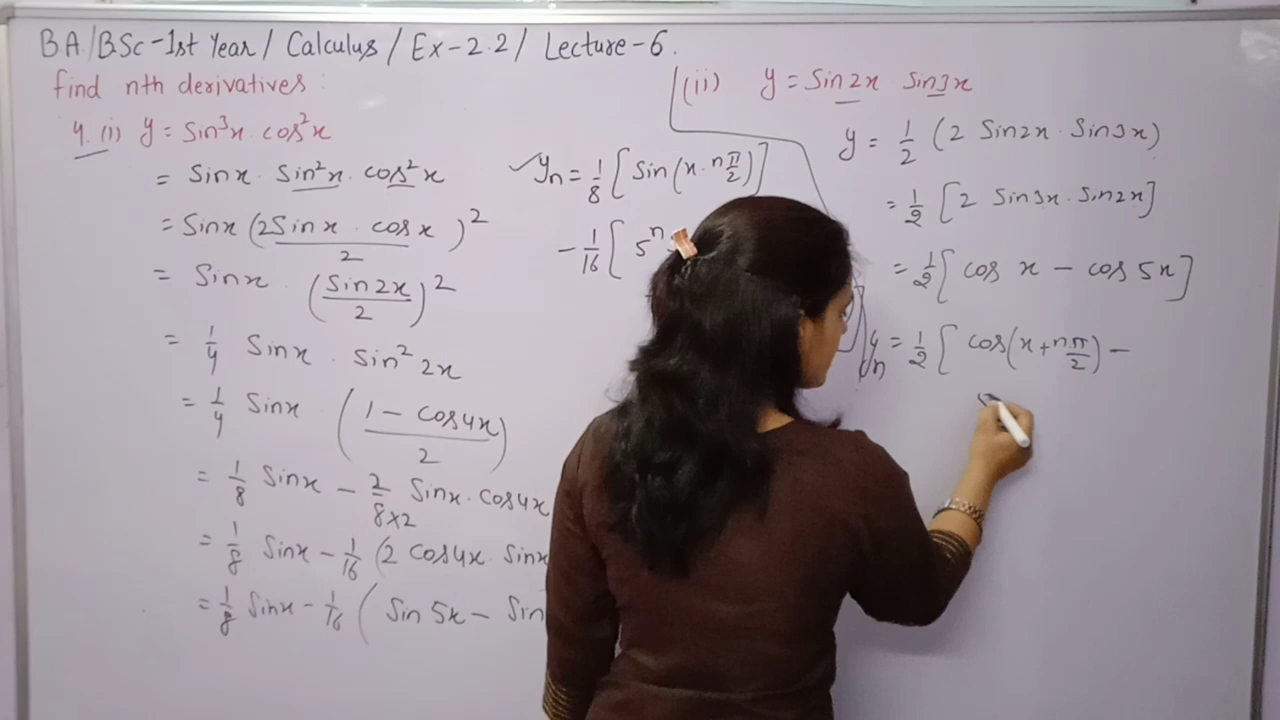 BA/BSc-1st Year/ Calculus / Ex-2.2/ Lecture-6.
find nth derivatives:
4. (i) y = Sin³x . cos²x
= Sinx . Sin²x . cos²x
= Sinx (2Sinx . cosx / 2)²
= Sinx . (Sin2x / 2)²
= 1/4 Sinx . Sin²2x
= 1/4 Sinx (1 - cos4x / 2)
= 1/8 Sinx - 2/8×2 Sinx . Cos4x
= 1/8 Sinx - 1/16 (2 Cos4x . Sinx
= 1/8 Sinx - 1/16 ( Sin 5x - Sin
yn = 1/8 [Sin(x . nπ/2)]
- 1/16 [ 5ⁿ
(ii) y = Sin2x . Sin3x
y = 1/2 (2 Sin2x . Sin3x)
= 1/2 [2 Sin3x . Sin2x]
= 1/2 [cos x - cos 5x]
yn = 1/2 [ cos(x+nπ/2) -